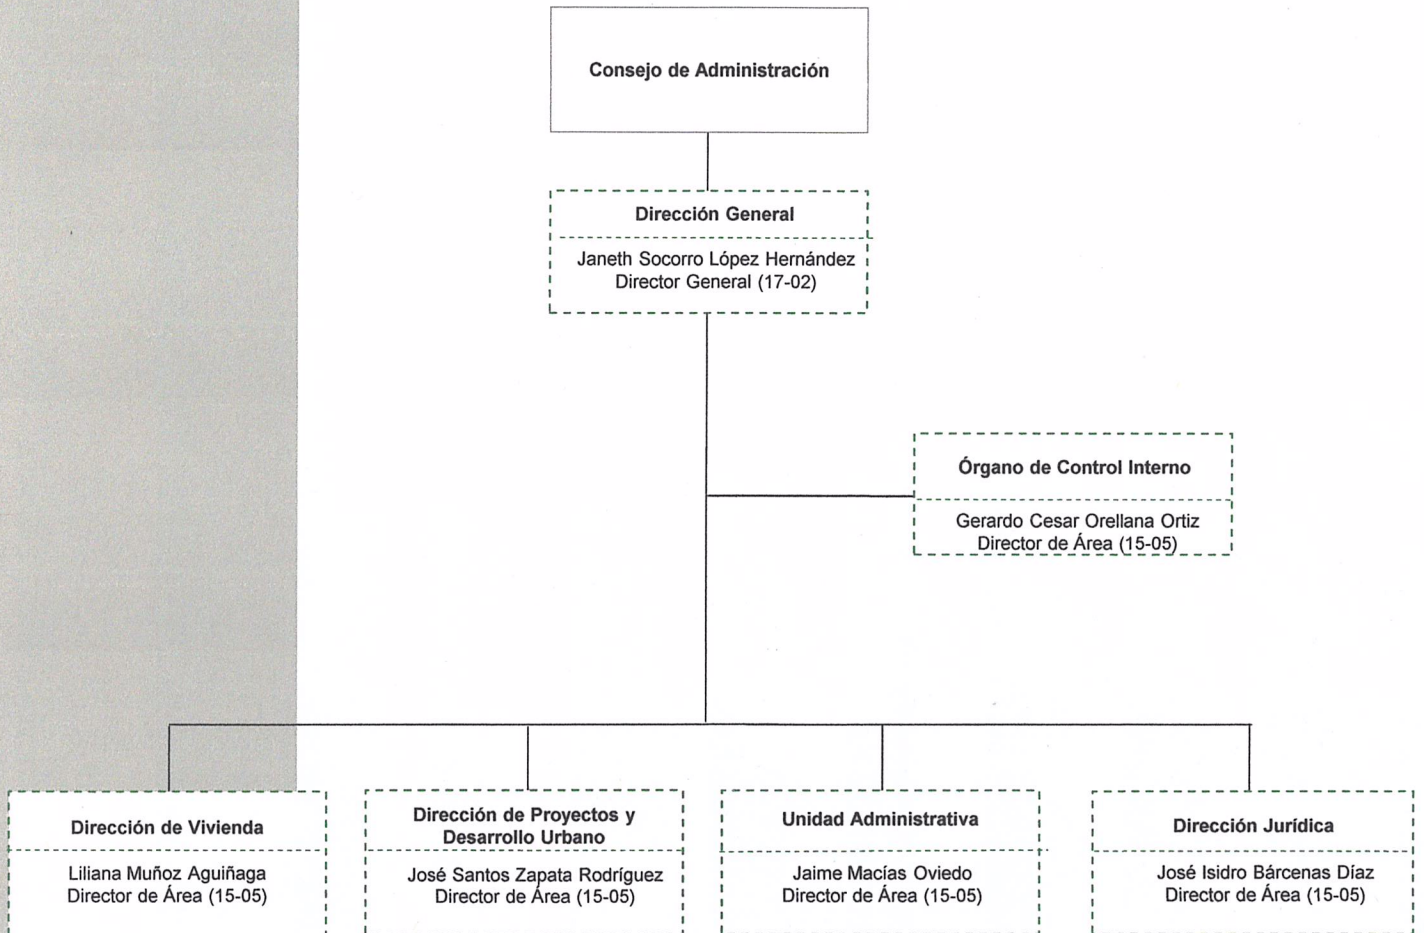 Consejo de Administración
Dirección General
Janeth Socorro López Hernández
Director General (17-02)
Órgano de Control Interno
Gerardo Cesar Orellana Ortiz
Director de Área (15-05)
Dirección de Vivienda
Liliana Muñoz Aguiñaga
Director de Área (15-05)
Dirección de Proyectos y
Desarrollo Urbano
José Santos Zapata Rodríguez
Director de Área (15-05)
Unidad Administrativa
Jaime Macías Oviedo
Director de Área (15-05)
Dirección Jurídica
José Isidro Bárcenas Díaz
Director de Área (15-05)